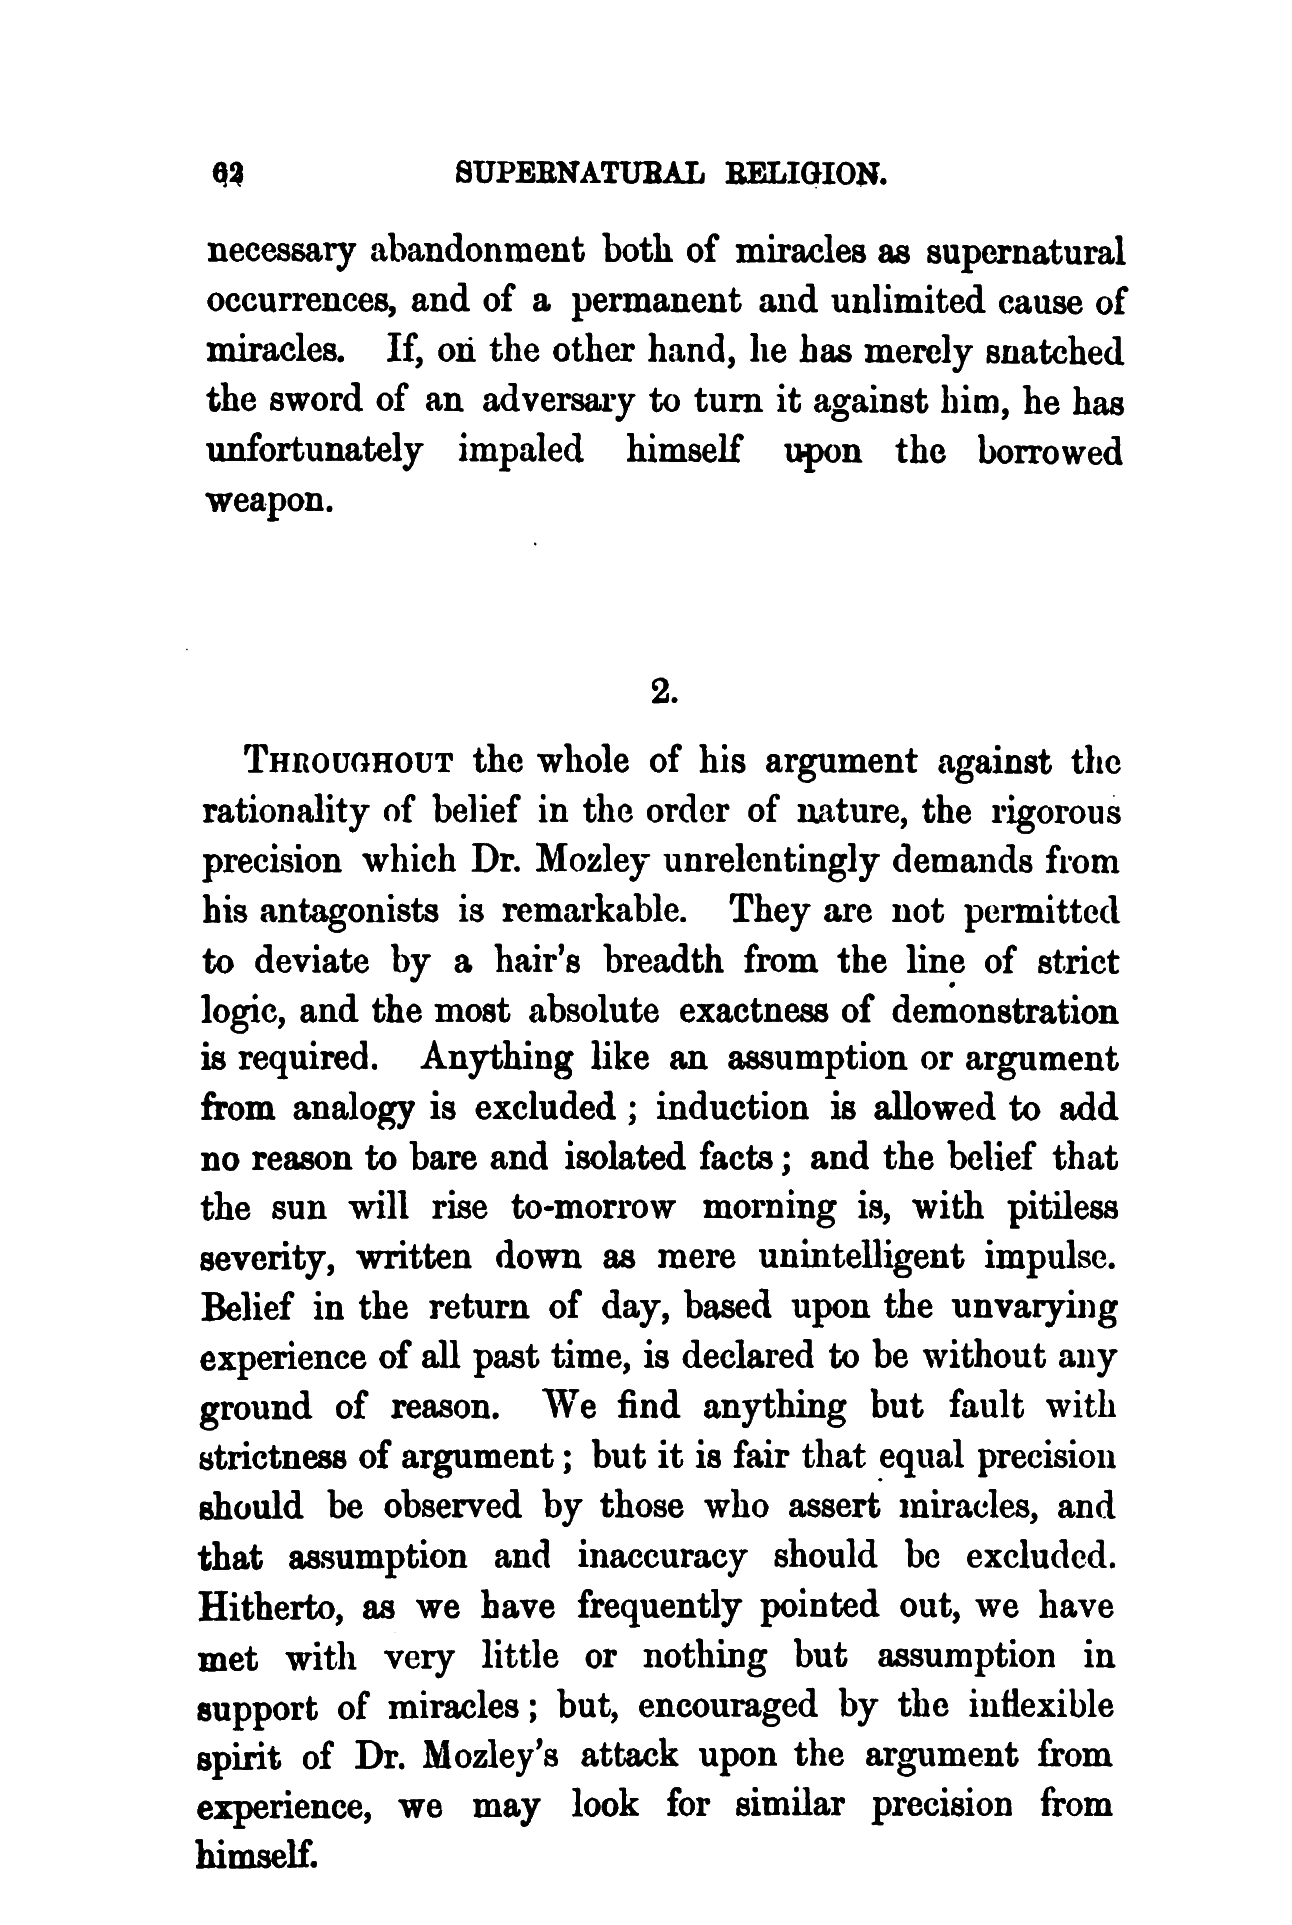 62 SUPERNATURAL RELIGION.
necessary abandonment both of miracles as supernatural
occurrences, and of a permanent and unlimited cause of
miracles. If, on the other hand, he has merely snatched
the sword of an adversary to turn it against him, he has
unfortunately impaled himself upon the borrowed
weapon.
2.
THROUGHOUT the whole of his argument against the
rationality of belief in the order of nature, the rigorous
precision which Dr. Mozley unrelentingly demands from
his antagonists is remarkable. They are not permitted
to deviate by a hair's breadth from the line of strict
logic, and the most absolute exactness of demonstration
is required. Anything like an assumption or argument
from analogy is excluded; induction is allowed to add
no reason to bare and isolated facts; and the belief that
the sun will rise to-morrow morning is, with pitiless
severity, written down as mere unintelligent impulse.
Belief in the return of day, based upon the unvarying
experience of all past time, is declared to be without any
ground of reason. We find anything but fault with
strictness of argument; but it is fair that equal precision
should be observed by those who assert miracles, and
that assumption and inaccuracy should be excluded.
Hitherto, as we have frequently pointed out, we have
met with very little or nothing but assumption in
support of miracles; but, encouraged by the inflexible
spirit of Dr. Mozley's attack upon the argument from
experience, we may look for similar precision from
himself.